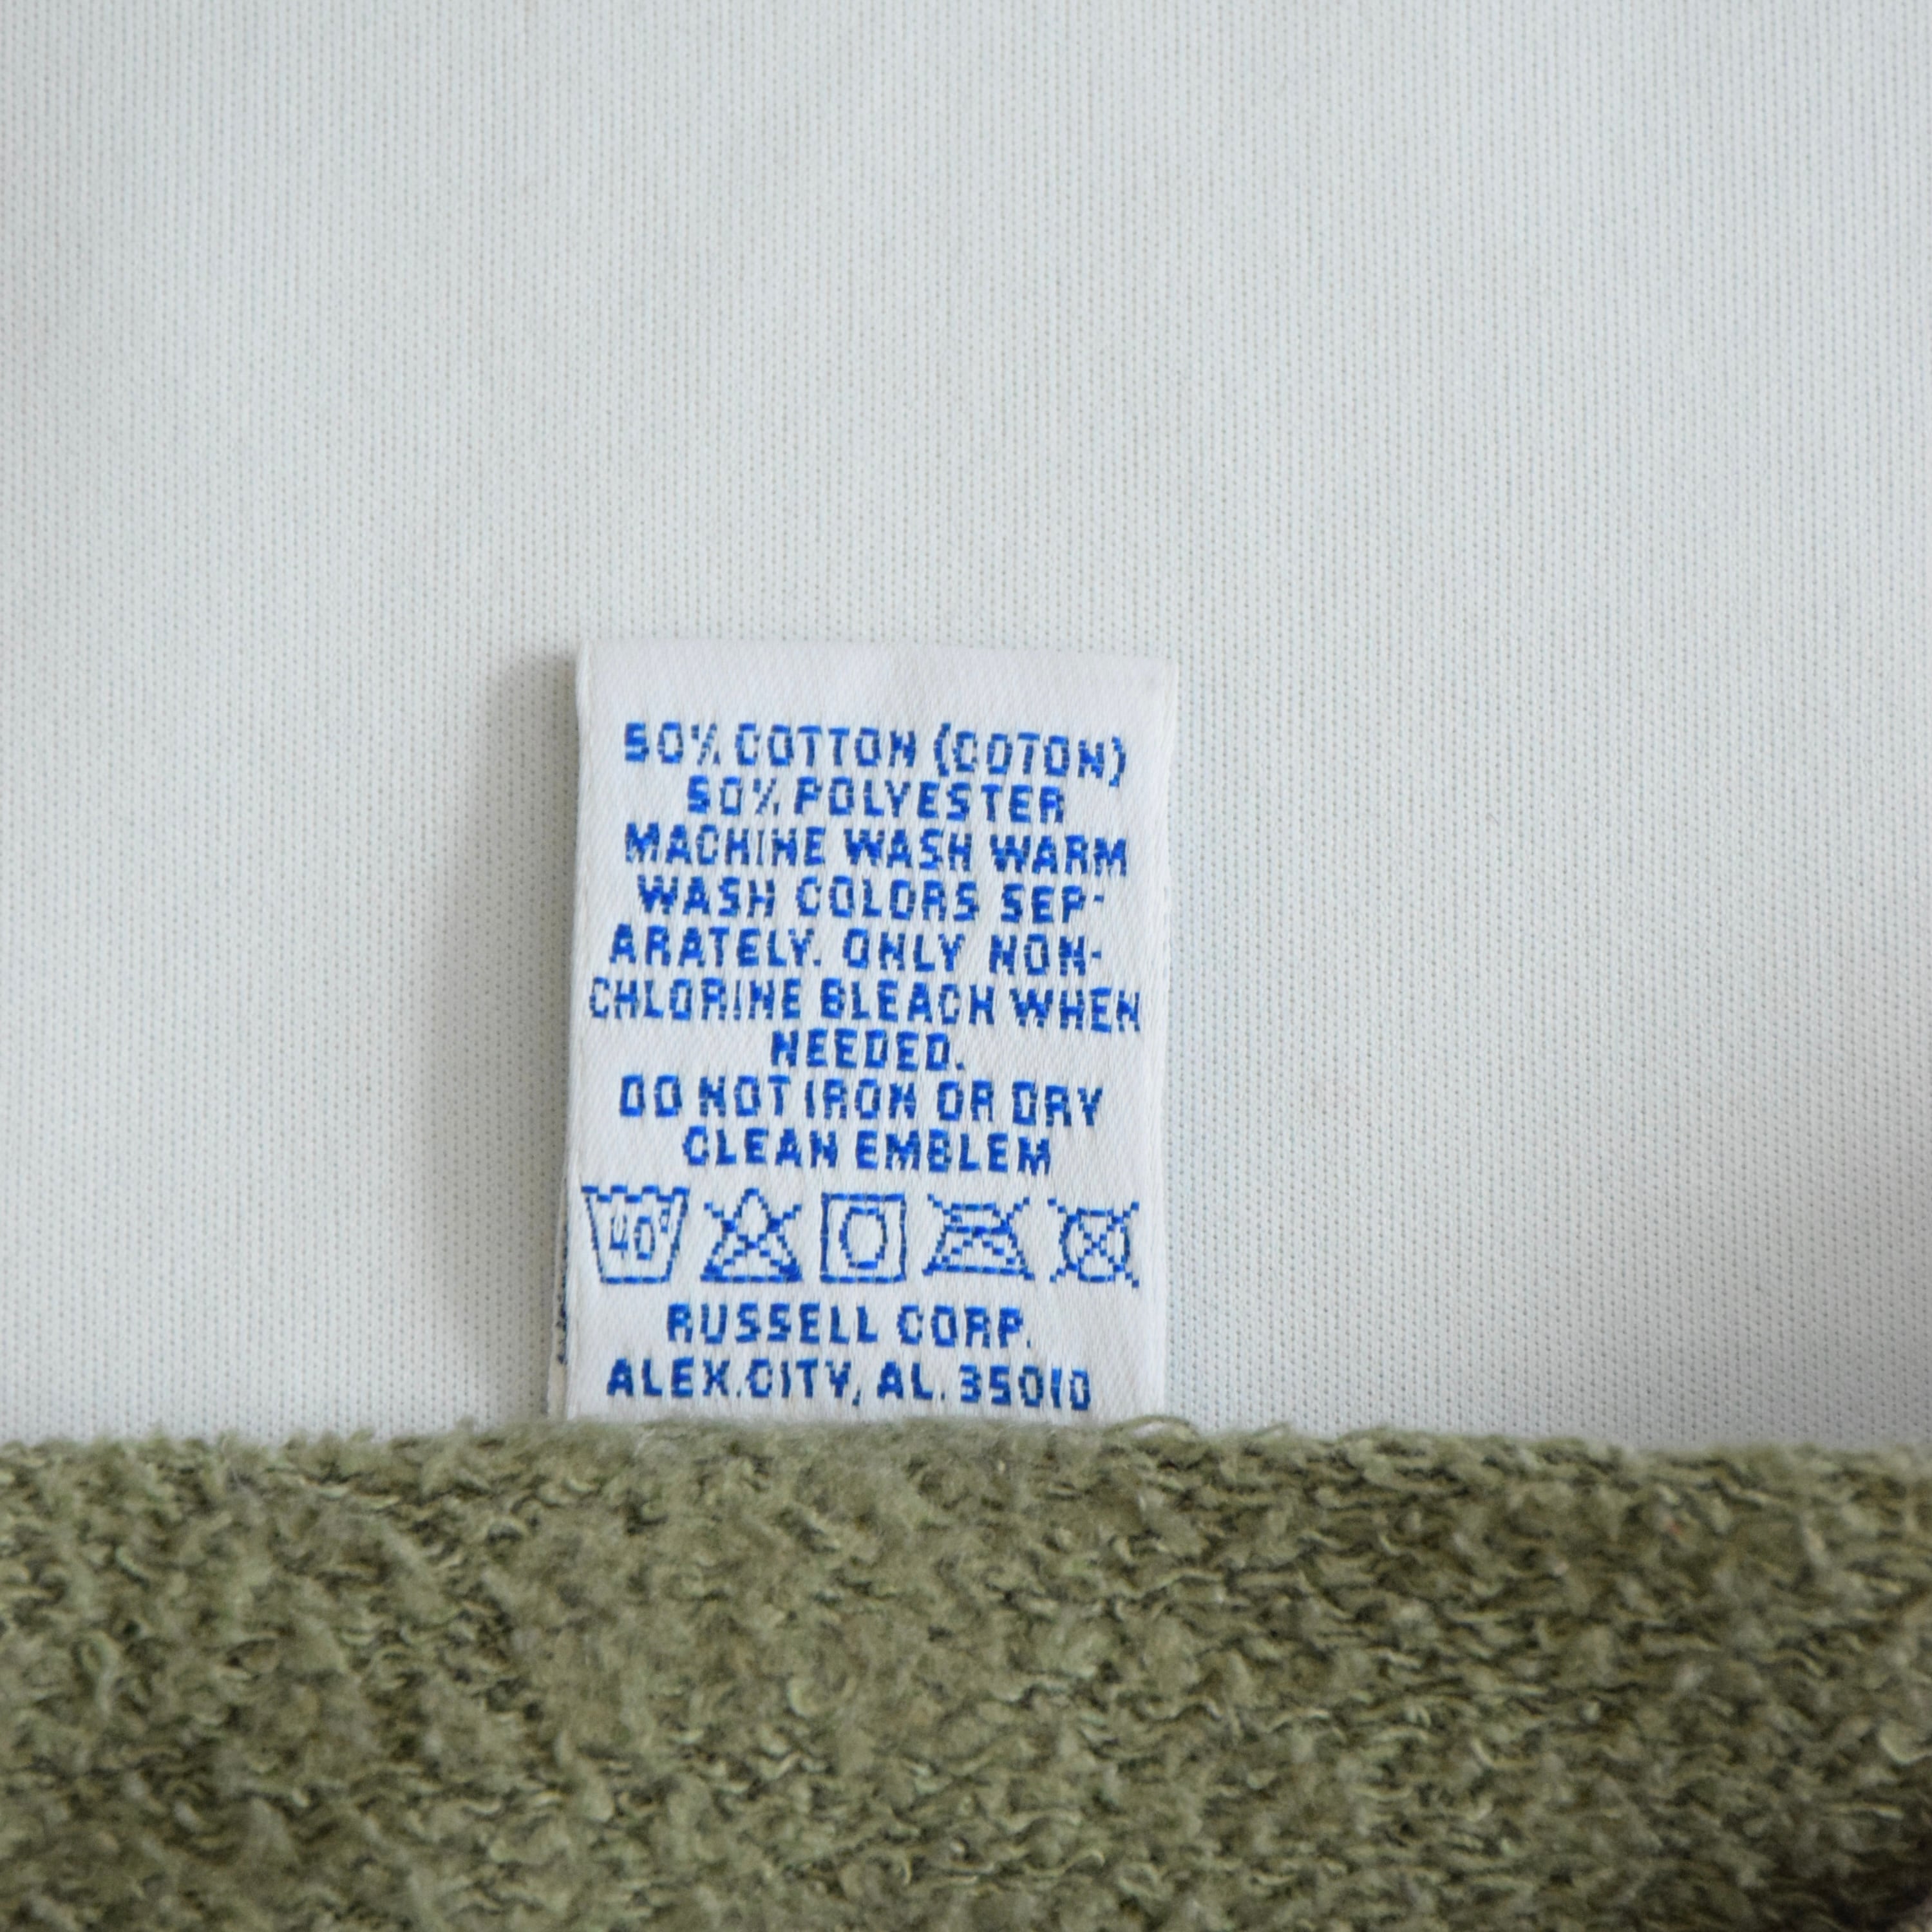 50% COTTON (COTON)
50% POLYESTER
MACHINE WASH WARM
WASH COLORS SEP-
ARATELY. ONLY NON-
CHLORINE BLEACH WHEN
NEEDED.
DO NOT IRON OR DRY
CLEAN EMBLEM
40°
RUSSELL CORP.
ALEX.CITY, AL. 35010